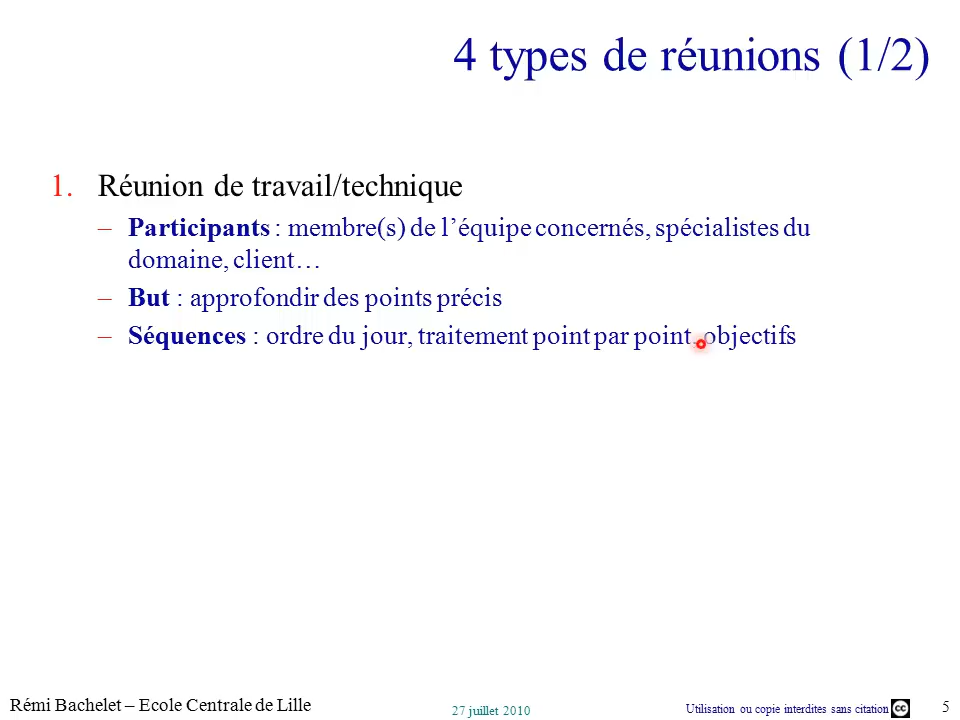 4 types de réunions (1/2)
1. Réunion de travail/technique
– Participants : membre(s) de l’équipe concernés, spécialistes du
domaine, client…
– But : approfondir des points précis
– Séquences : ordre du jour, traitement point par point, objectifs
Rémi Bachelet – Ecole Centrale de Lille
27 juillet 2010
Utilisation ou copie interdites sans citation
cc
5